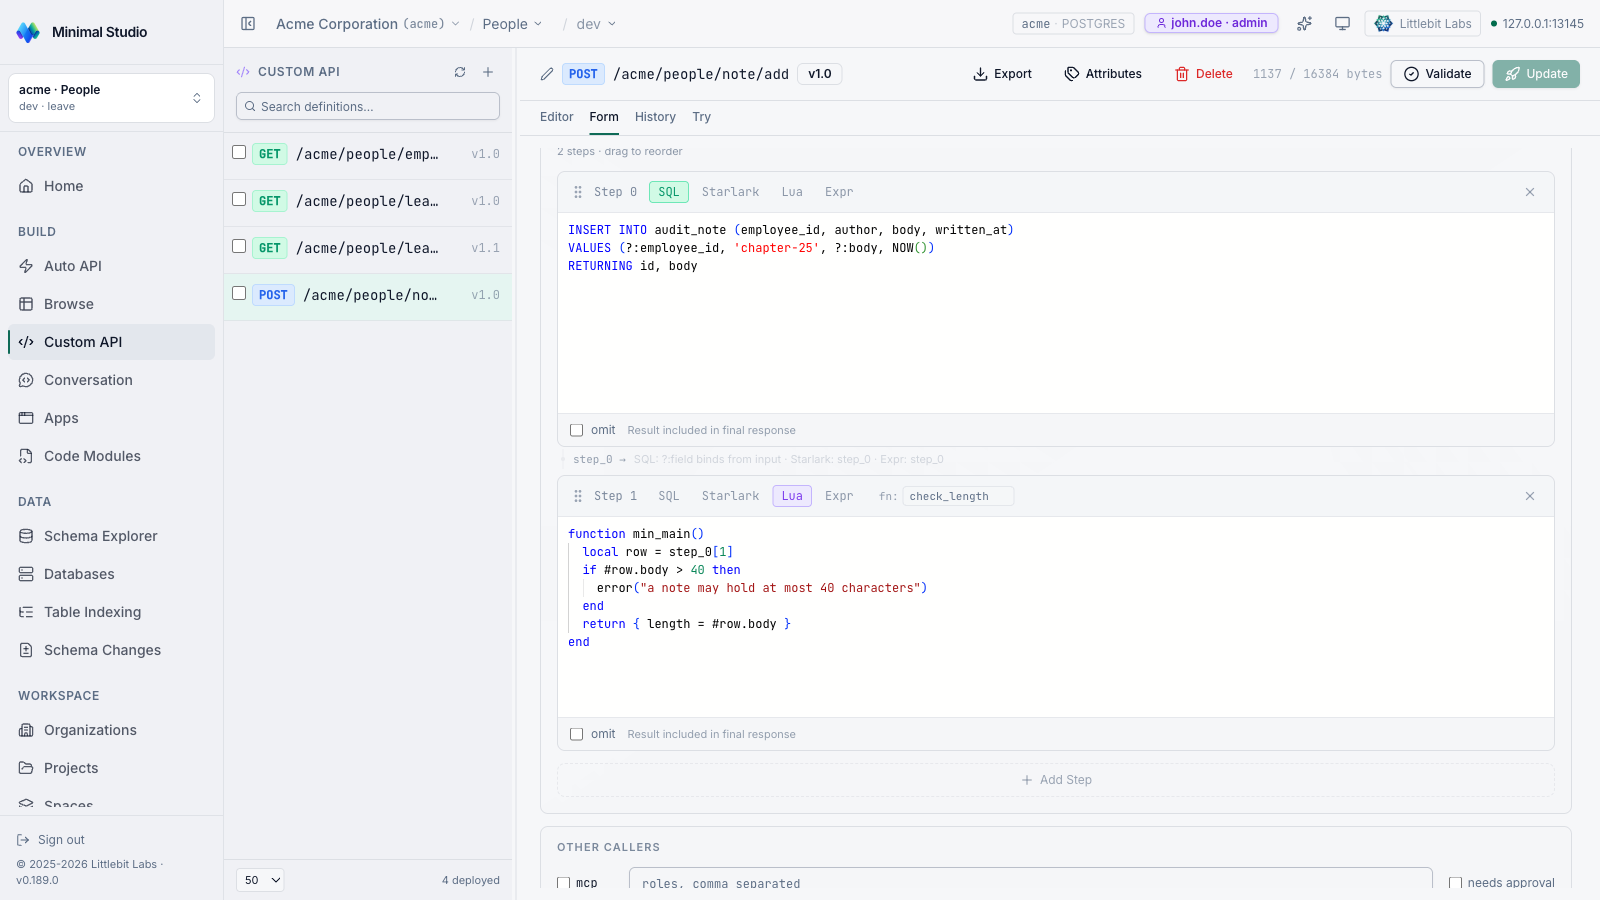 Minimal Studio
acme · People
dev · leave
OVERVIEW
Home
BUILD
Auto API
Browse
Custom API
Conversation
Apps
Code Modules
DATA
Schema Explorer
Databases
Table Indexing
Schema Changes
WORKSPACE
Organizations
Projects
Spaces
Sign out
© 2025-2026 Littlebit Labs ·
v0.189.0
Acme Corporation (acme) / People / dev
acme · POSTGRES
john.doe · admin
Littlebit Labs
127.0.0.1:13145
CUSTOM API
Search definitions...
GET /acme/people/emp… v1.0
GET /acme/people/lea… v1.0
GET /acme/people/lea… v1.1
POST /acme/people/no… v1.0
50
4 deployed
POST /acme/people/note/add v1.0
Export
Attributes
Delete
1137 / 16384 bytes
Validate
Update
Editor Form History Try
2 steps · drag to reorder
Step 0 SQL Starlark Lua Expr
INSERT INTO audit_note (employee_id, author, body, written_at)
VALUES (?:employee_id, 'chapter-25', ?:body, NOW())
RETURNING id, body
omit Result included in final response
step_0 → SQL: ?:field binds from input · Starlark: step_0 · Expr: step_0
Step 1 SQL Starlark Lua Expr fn: check_length
function min_main()
local row = step_0[1]
if #row.body > 40 then
error("a note may hold at most 40 characters")
end
return { length = #row.body }
end
omit Result included in final response
+ Add Step
OTHER CALLERS
mcp roles, comma separated needs approval